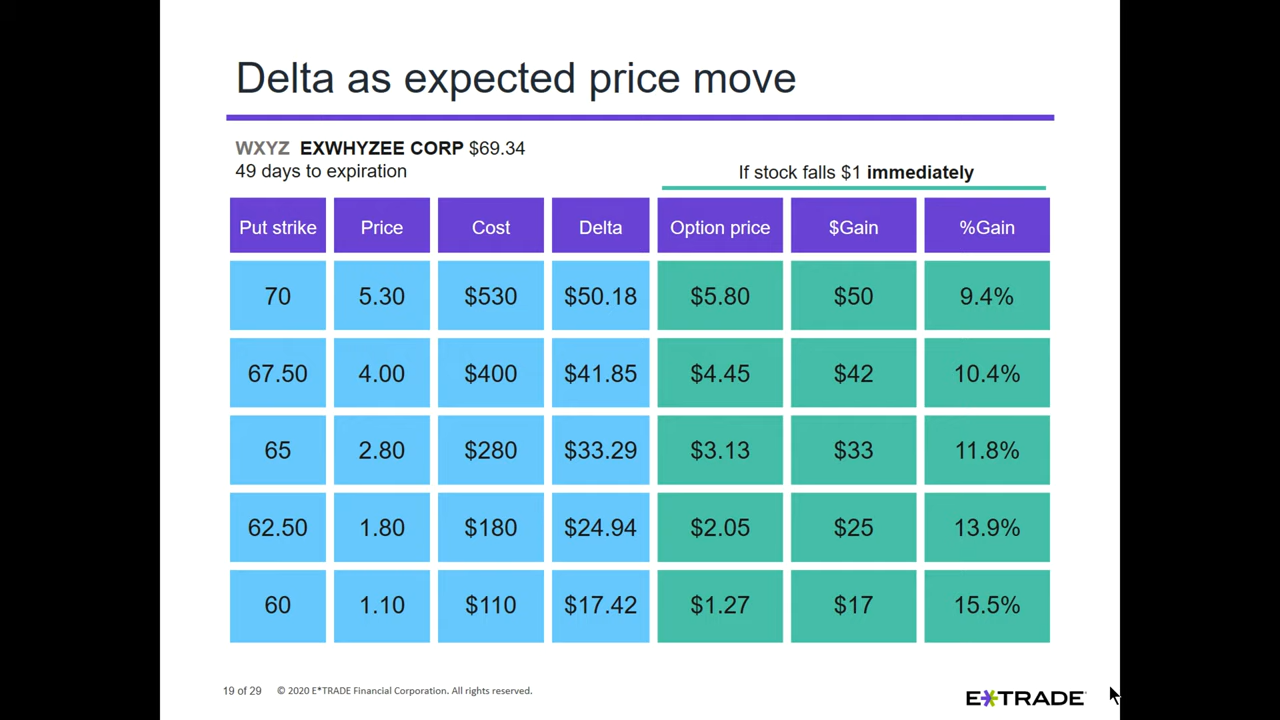 Delta as expected price move
WXYZ EXWHYZEE CORP $69.34
49 days to expiration
If stock falls $1 immediately
Put strike Price Cost Delta Option price $Gain %Gain
70 5.30 $530 $50.18 $5.80 $50 9.4%
67.50 4.00 $400 $41.85 $4.45 $42 10.4%
65 2.80 $280 $33.29 $3.13 $33 11.8%
62.50 1.80 $180 $24.94 $2.05 $25 13.9%
60 1.10 $110 $17.42 $1.27 $17 15.5%
19 of 29 © 2020 E*TRADE Financial Corporation. All rights reserved.
E*TRADE